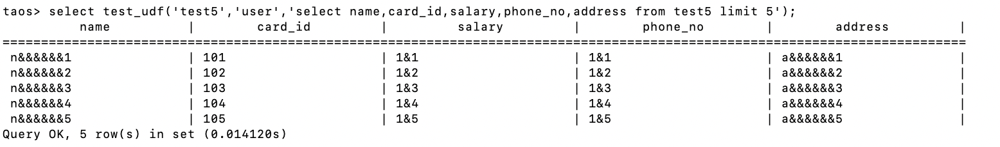 taos> select test_udf('test5','user','select name,card_id,salary,phone_no,address from test5 limit 5');
name | card_id | salary | phone_no | address |
=============================================================================================================================
n&&&&&&1 | 101 | 1&1 | 1&1 | a&&&&&&1 |
n&&&&&&2 | 102 | 1&2 | 1&2 | a&&&&&&2 |
n&&&&&&3 | 103 | 1&3 | 1&3 | a&&&&&&3 |
n&&&&&&4 | 104 | 1&4 | 1&4 | a&&&&&&4 |
n&&&&&&5 | 105 | 1&5 | 1&5 | a&&&&&&5 |
Query OK, 5 row(s) in set (0.014120s)